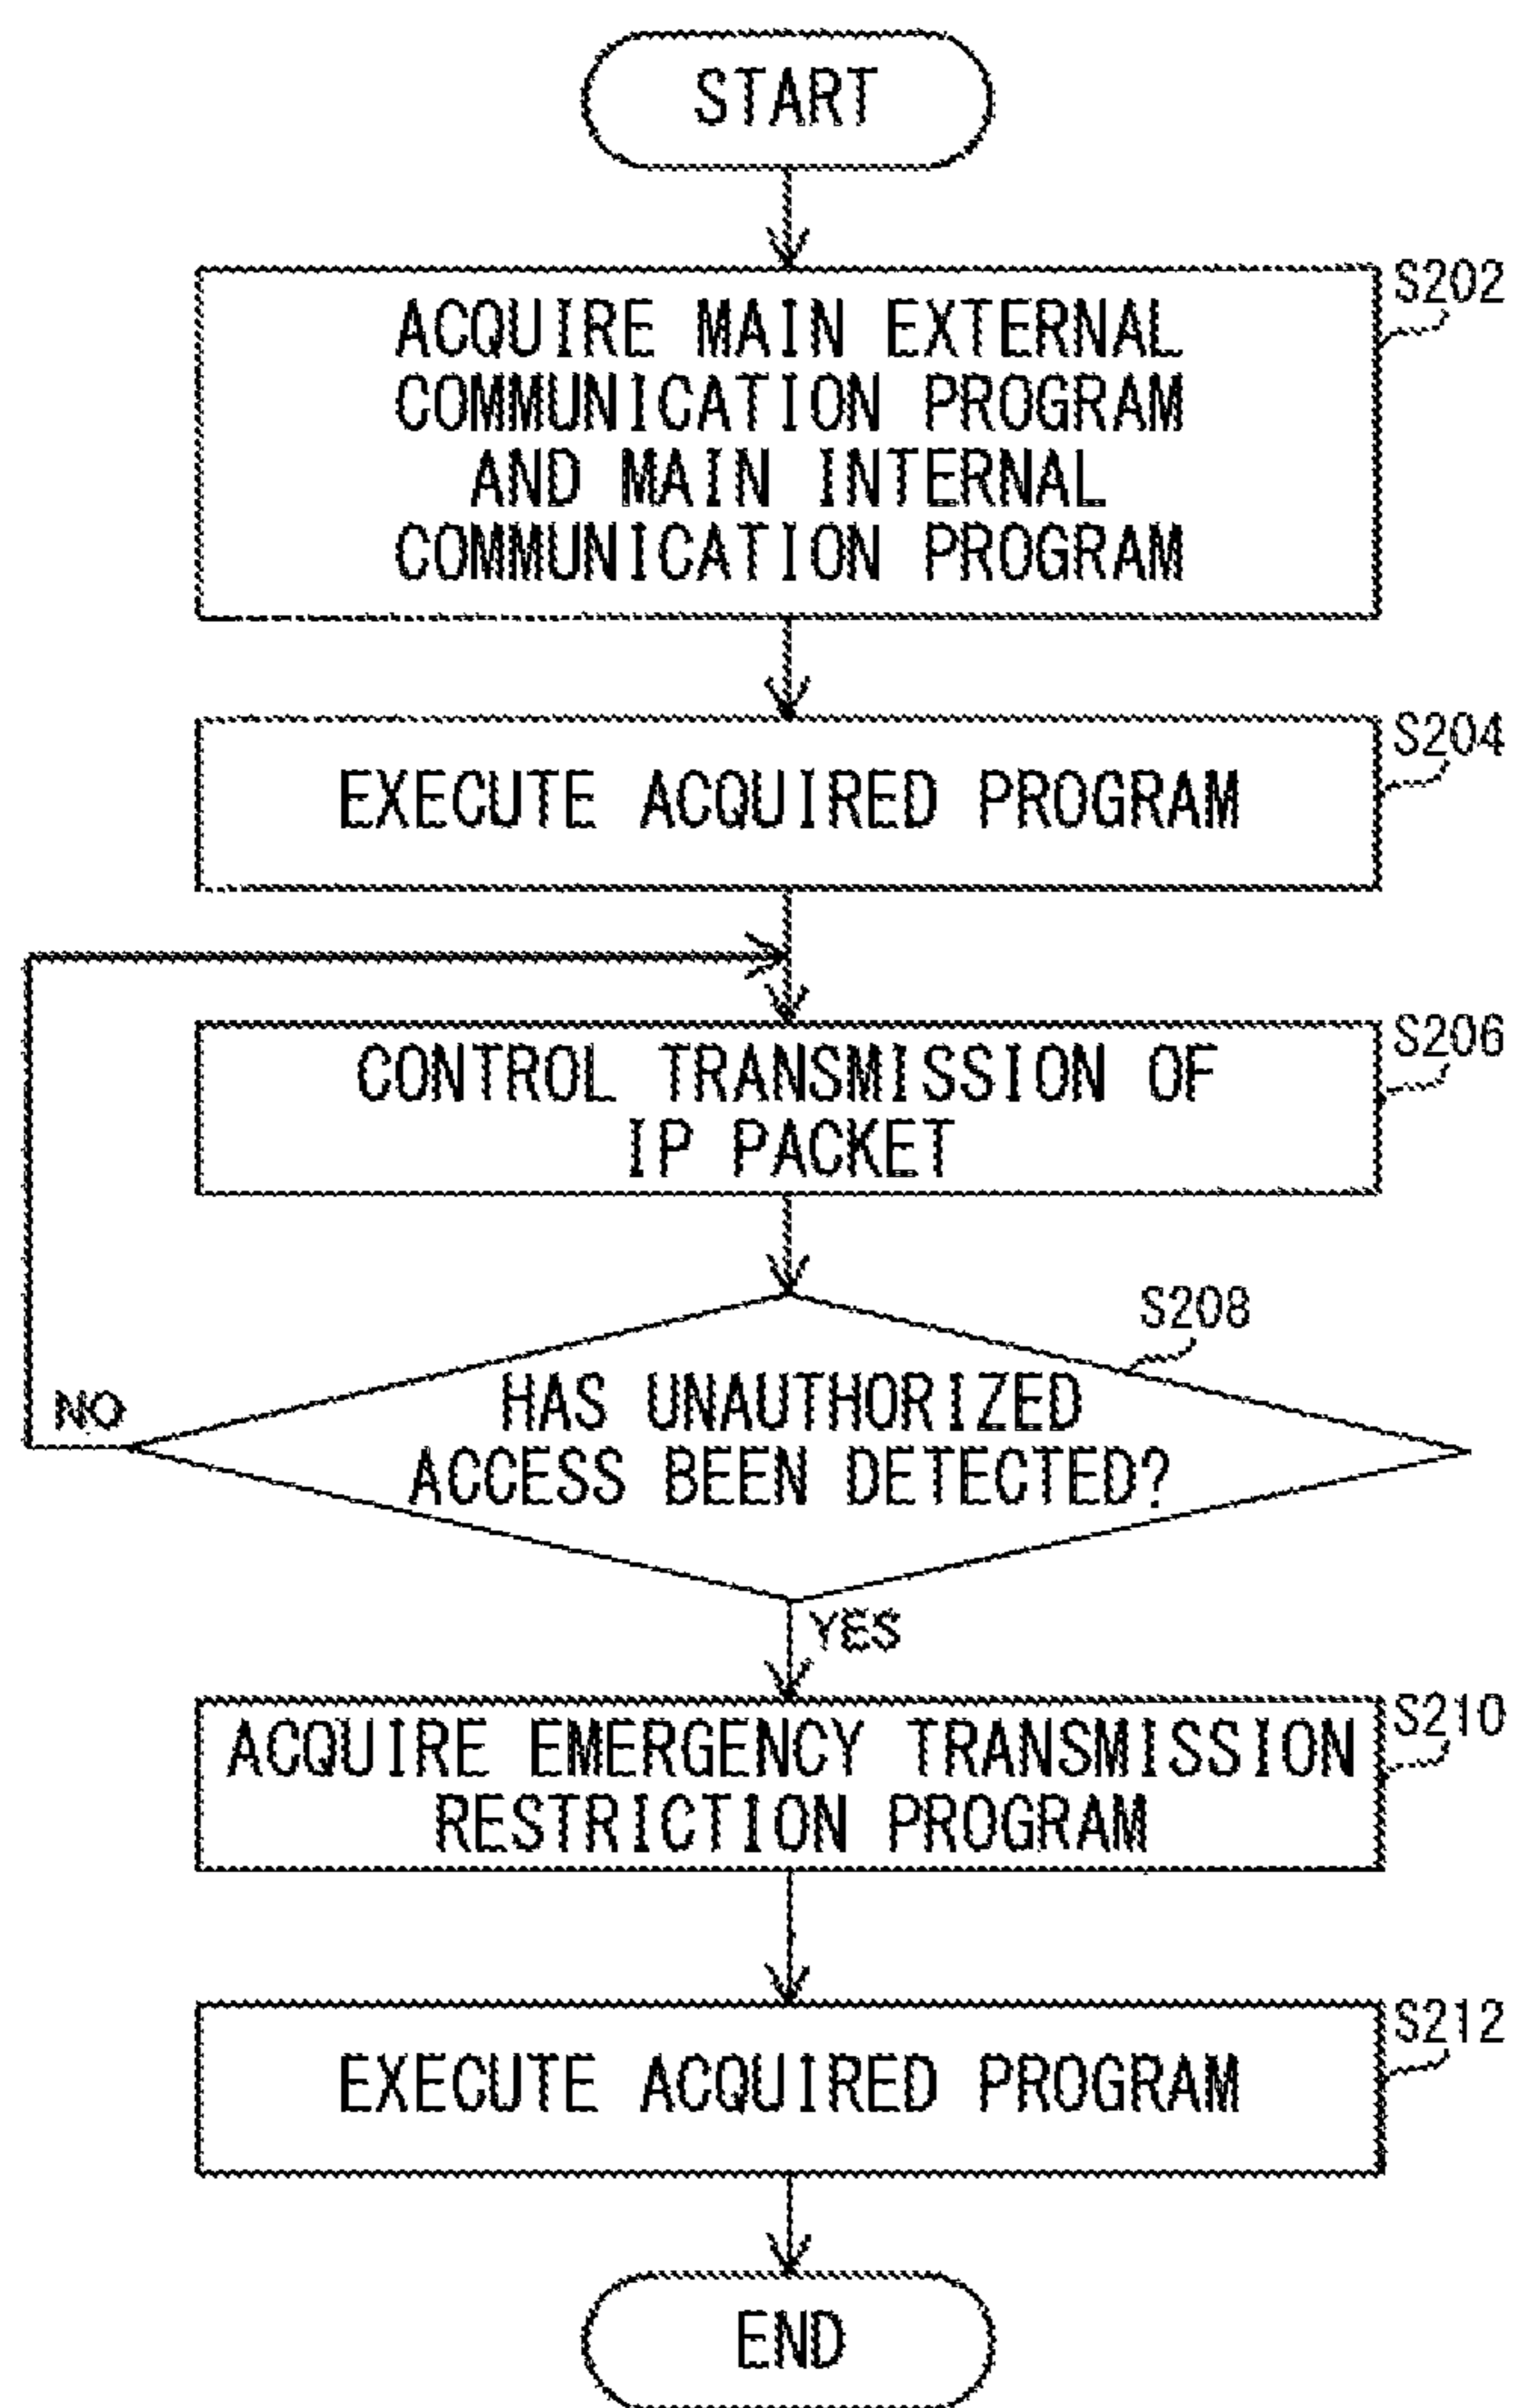 START
S202
ACQUIRE MAIN EXTERNAL
COMMUNICATION PROGRAM
AND MAIN INTERNAL
COMMUNICATION PROGRAM
S204
EXECUTE ACQUIRED PROGRAM
S206
CONTROL TRANSMISSION OF
IP PACKET
S208
HAS UNAUTHORIZED
ACCESS BEEN DETECTED?
NO
YES
S210
ACQUIRE EMERGENCY TRANSMISSION
RESTRICTION PROGRAM
S212
EXECUTE ACQUIRED PROGRAM
END